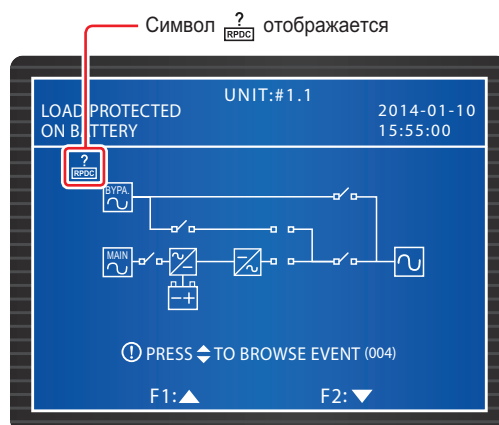 Символ ? RPDC отображается
UNIT:#1.1
LOAD PROTECTED
ON BATTERY
2014-01-10
15:55:00
?
RPDC
BYPA.
MAIN
PRESS TO BROWSE EVENT (004)
F1: F2: